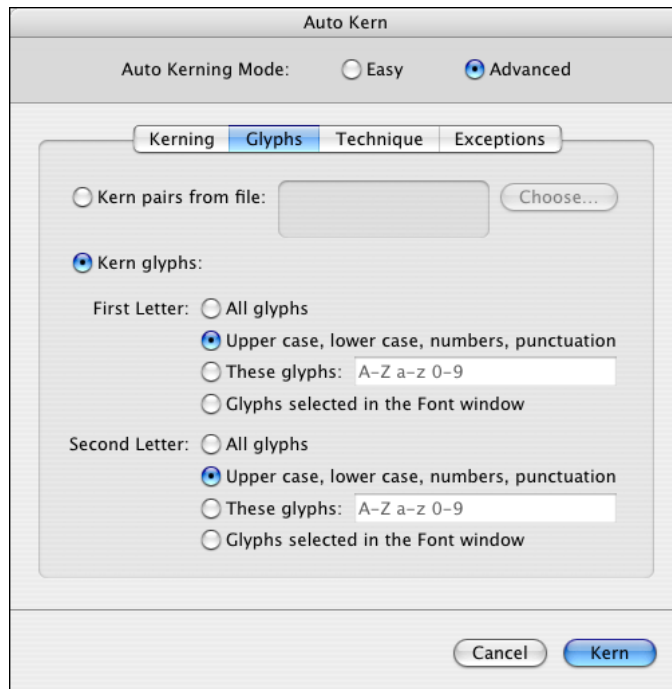 Auto Kern
Auto Kerning Mode: Easy Advanced
Kerning Glyphs Technique Exceptions
Kern pairs from file: Choose...
Kern glyphs:
First Letter: All glyphs
Upper case, lower case, numbers, punctuation
These glyphs: A-Z a-z 0-9
Glyphs selected in the Font window
Second Letter: All glyphs
Upper case, lower case, numbers, punctuation
These glyphs: A-Z a-z 0-9
Glyphs selected in the Font window
Cancel Kern